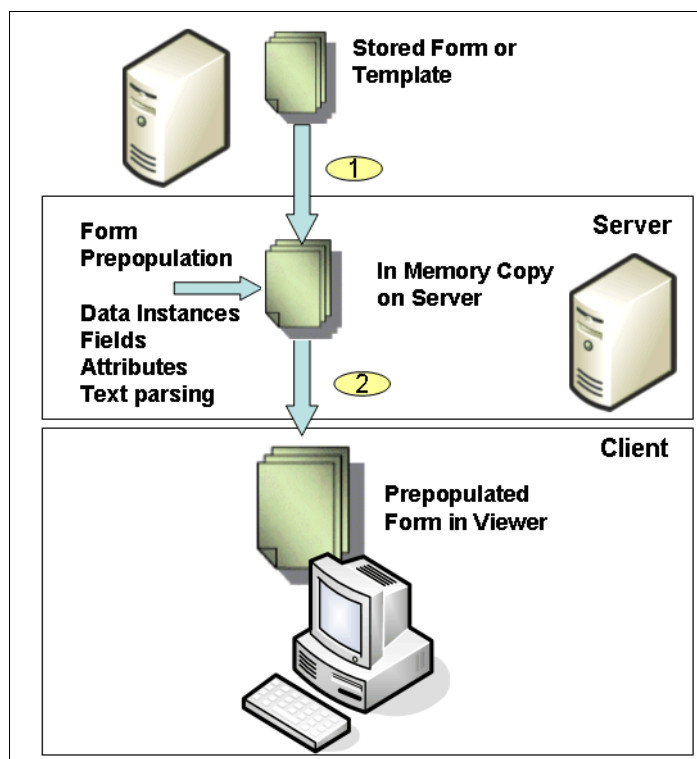 Stored Form or
Template
1
Server
Form
Prepopulation
In Memory Copy
on Server
Data Instances
Fields
Attributes
Text parsing
2
Client
Prepopulated
Form in Viewer